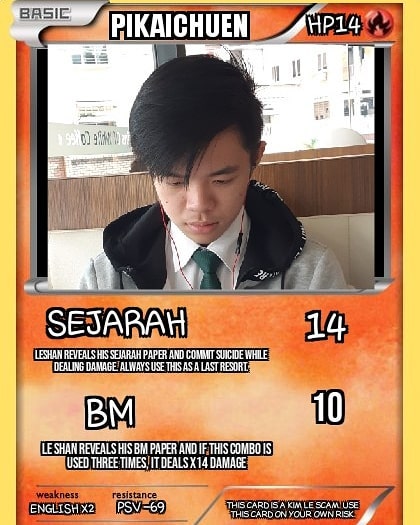 BASIC
PIKAICHUEN
HP14
SEJARAH 14
LESHAN REVEALS HIS SEJARAH PAPER AND COMMIT SUICIDE WHILE
DEALING DAMAGE. ALWAYS USE THIS AS A LAST RESORT.
BM 10
LE SHAN REVEALS HIS BM PAPER AND IF THIS COMBO IS
USED THREE TIMES, IT DEALS X14 DAMAGE
weakness resistance
ENGLISH X2 PSV-69
THIS CARD IS A KIM LE SCAM. USE
THIS CARD ON YOUR OWN RISK